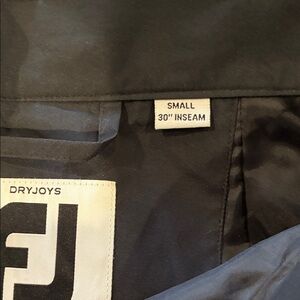 SMALL
30" INSEAM
DRYJOYS
FJ